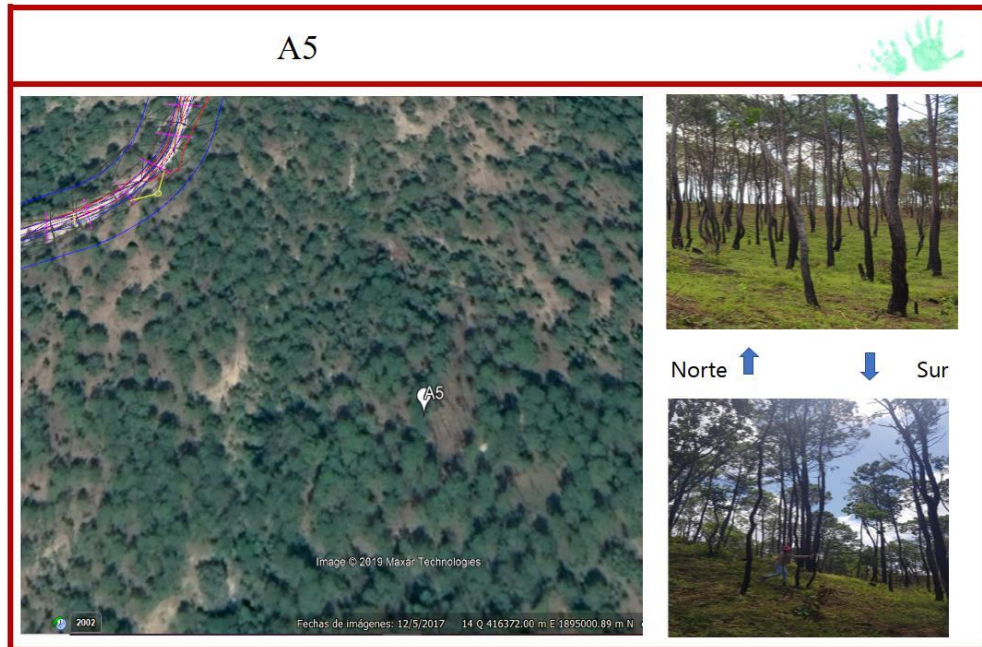 A5
A5
Image © 2019 Maxar Technologies
2002
Fechas de imágenes: 12/5/2017 14 Q 416372.00 m E 1895000.89 m N
Norte
Sur